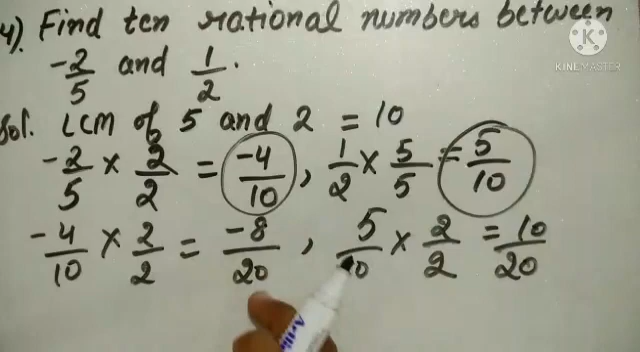 4). Find ten rational numbers between
-2/5 and 1/2.
KINEMASTER
Sol. LCM of 5 and 2 = 10
-2/5 × 2/2 = -4/10, 1/2 × 5/5 = 5/10
-4/10 × 2/2 = -8/20, 5/10 × 2/2 = 10/20